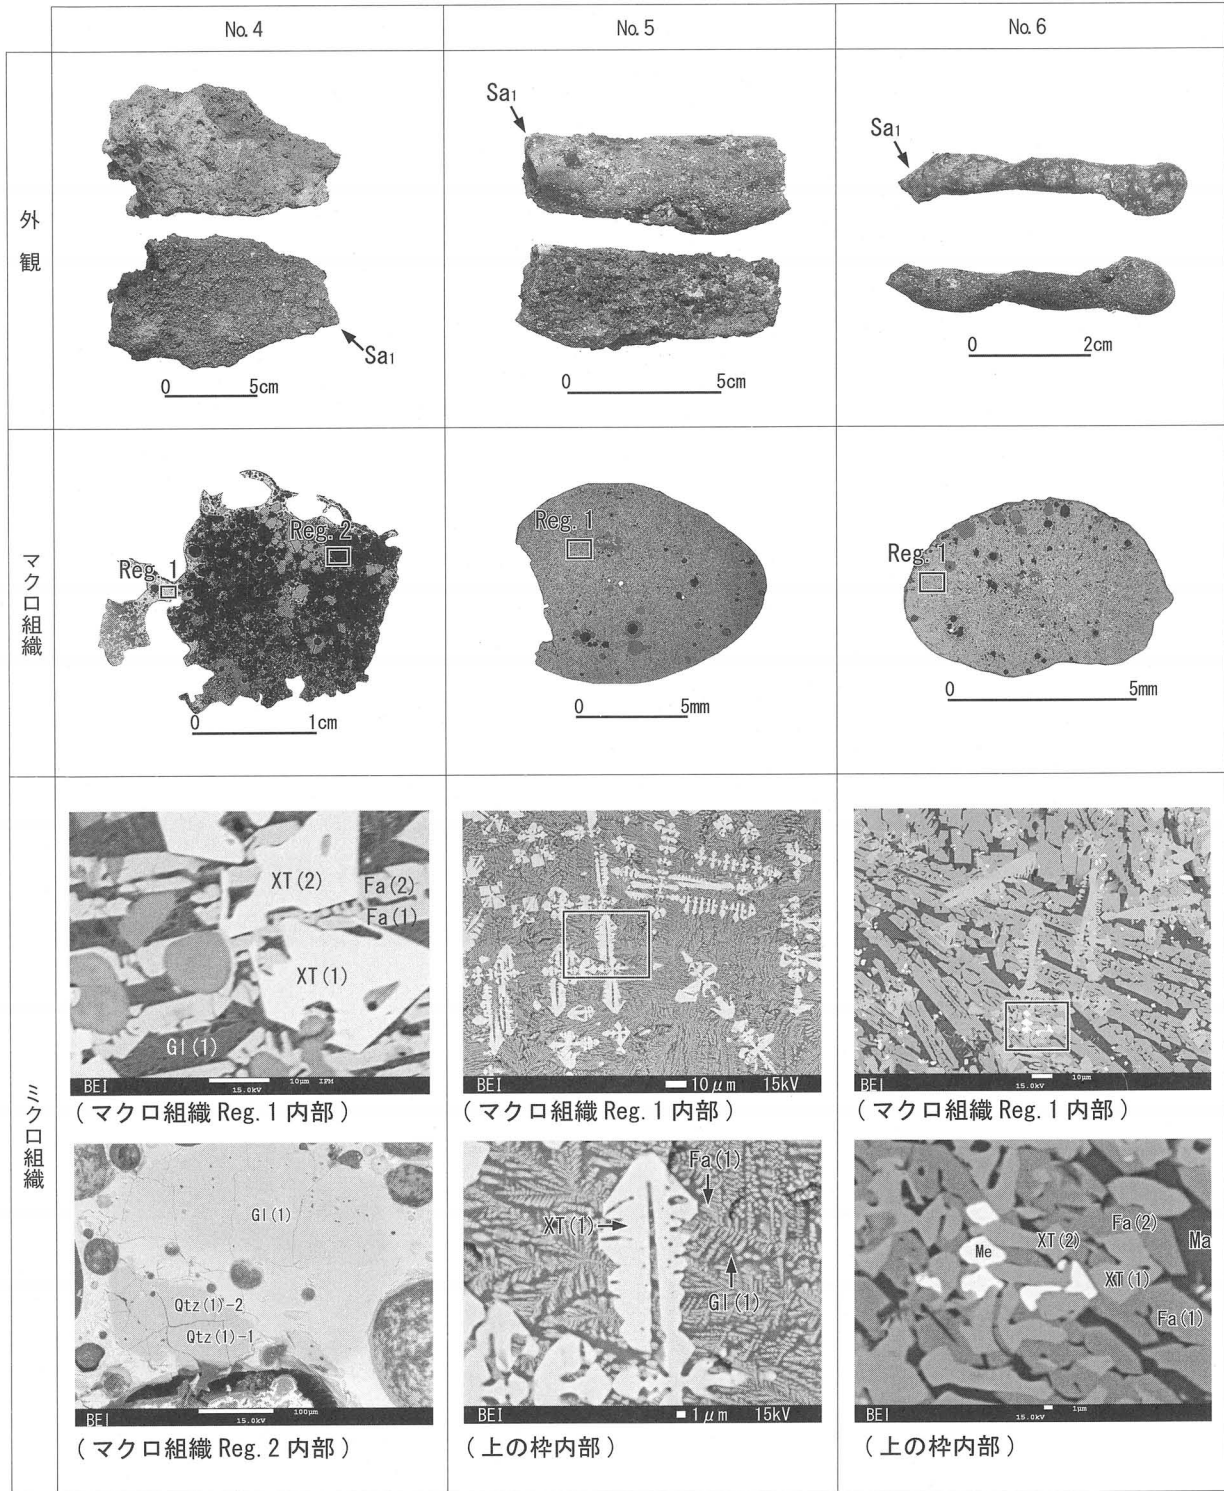 No.4
No.5
No.6
外観
Sa1
0 5cm
Sa1
0 5cm
Sa1
0 2cm
マクロ組織
Reg. 1
Reg. 2
0 1cm
Reg. 1
0 5mm
Reg. 1
0 5mm
ミクロ組織
XT(2)
Fa(2)
Fa(1)
XT(1)
Gl(1)
BEI 10μm IFM
15.0kV
(マクロ組織 Reg. 1 内部)
BEI 10μm 15kV
(マクロ組織 Reg. 1 内部)
BEI 10μm
15.0kV
(マクロ組織 Reg. 1 内部)
Gl(1)
Qtz(1)-2
Qtz(1)-1
BEI 100μm
15.0kV
(マクロ組織 Reg. 2 内部)
Fa(1)
XT(1)
Gl(1)
BEI 1μm 15kV
(上の枠内部)
Fa(2)
Ma
XT(2)
Me
XT(1)
Fa(1)
BEI 1μm
15.0kV
(上の枠内部)